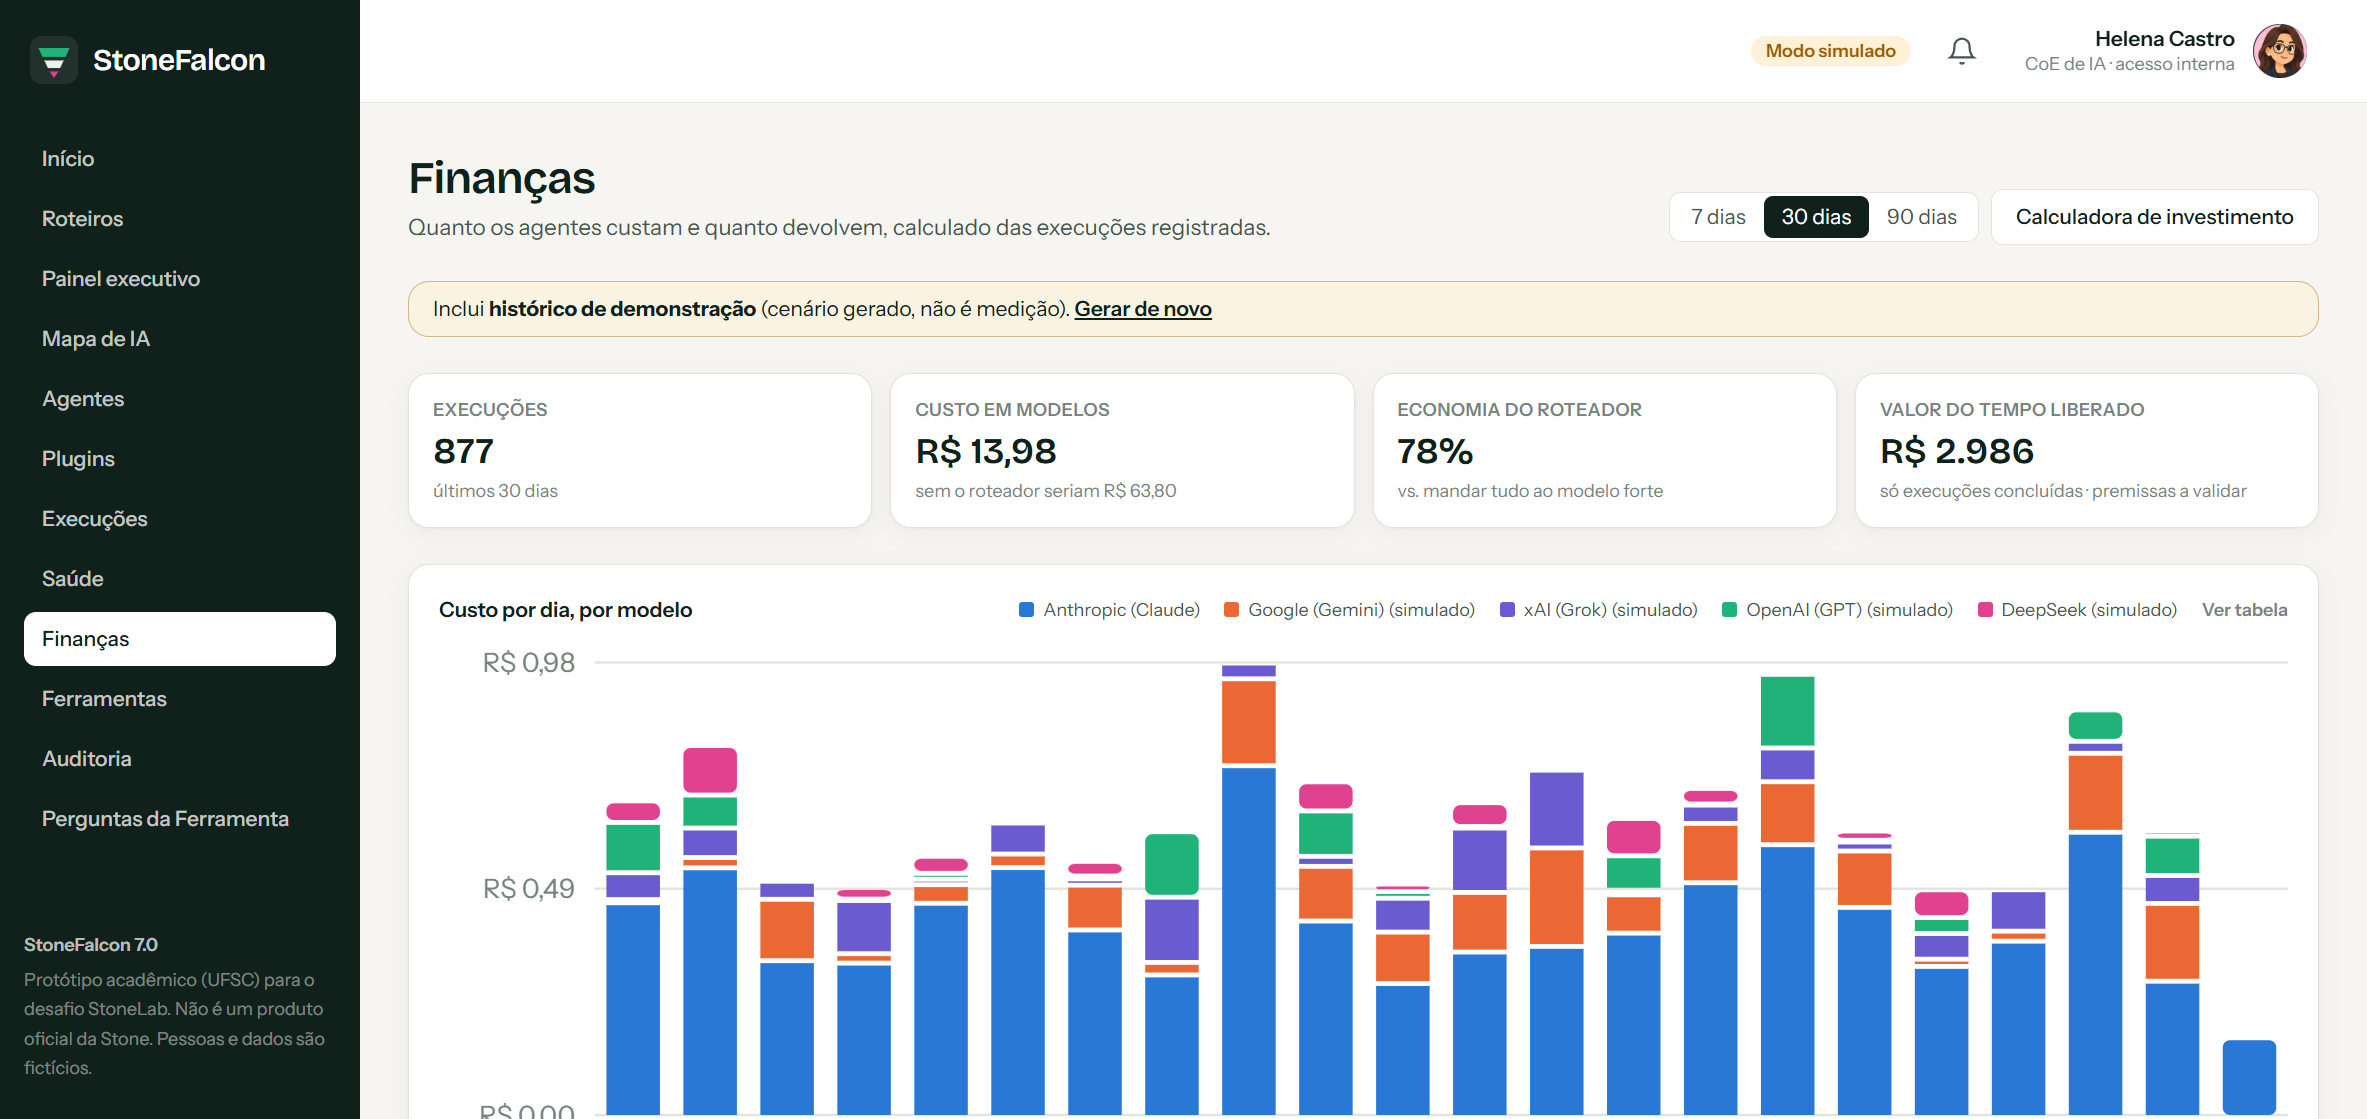 StoneFalcon
Início
Roteiros
Painel executivo
Mapa de IA
Agentes
Plugins
Execuções
Saúde
Finanças
Ferramentas
Auditoria
Perguntas da Ferramenta
StoneFalcon 7.0
Protótipo acadêmico (UFSC) para o
desafio StoneLab. Não é um produto
oficial da Stone. Pessoas e dados são
fictícios.
Modo simulado
Helena Castro
CoE de IA · acesso interna
Finanças
Quanto os agentes custam e quanto devolvem, calculado das execuções registradas.
7 dias
30 dias
90 dias
Calculadora de investimento
Inclui histórico de demonstração (cenário gerado, não é medição). Gerar de novo
EXECUÇÕES
877
últimos 30 dias
CUSTO EM MODELOS
R$ 13,98
sem o roteador seriam R$ 63,80
ECONOMIA DO ROTEADOR
78%
vs. mandar tudo ao modelo forte
VALOR DO TEMPO LIBERADO
R$ 2.986
só execuções concluídas · premissas a validar
Custo por dia, por modelo
Anthropic (Claude)
Google (Gemini) (simulado)
xAI (Grok) (simulado)
OpenAI (GPT) (simulado)
DeepSeek (simulado)
Ver tabela
R$ 0,98
R$ 0,49
R$ 0,00